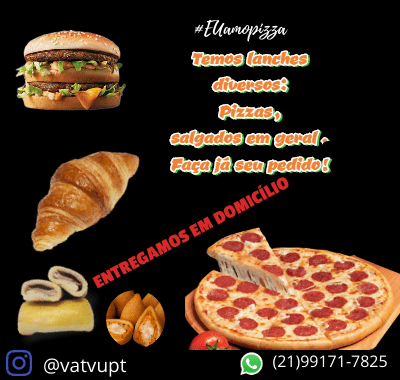 #EUamopizza
Temos lanches
diversos:
Pizzas,
salgados em geral.
Faça já seu pedido!
ENTREGAMOS EM DOMICÍLIO
@vatvupt
(21)99171-7825